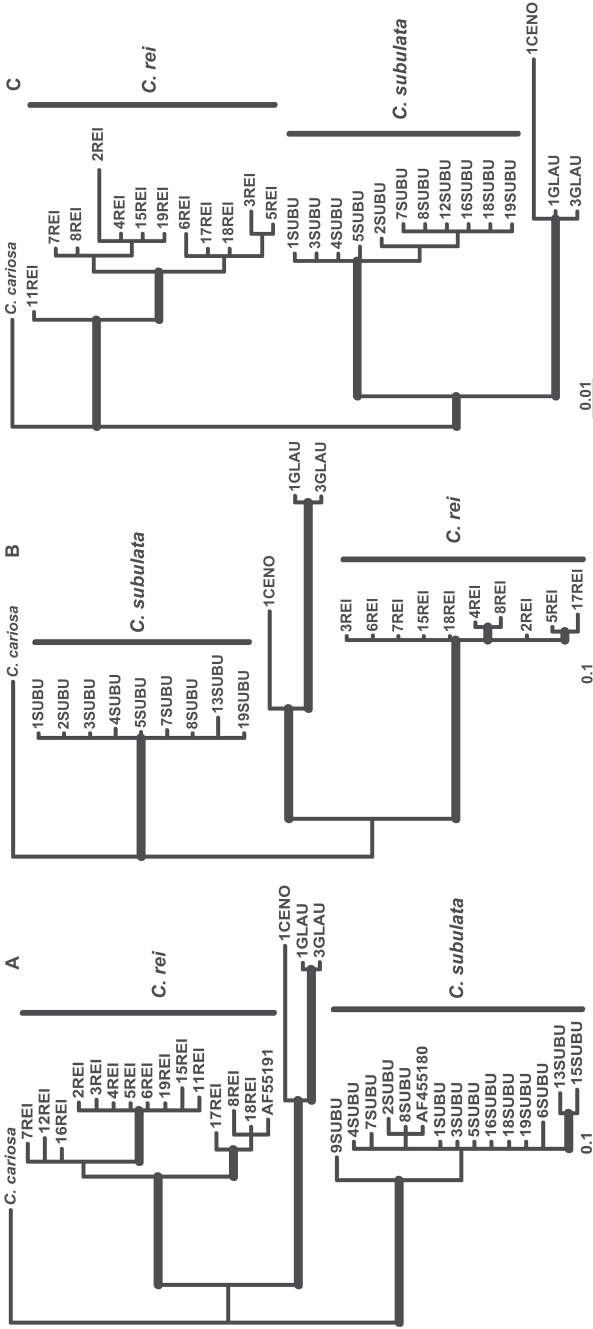 A
C. cariosa
7REI
12REI
16REI
2REI
3REI
4REI
5REI
6REI
19REI
15REI
11REI
17REI
8REI
18REI
AF55191
C. rei
1CENO
1GLAU
3GLAU
9SUBU
4SUBU
7SUBU
2SUBU
8SUBU
AF455180
1SUBU
3SUBU
5SUBU
16SUBU
18SUBU
19SUBU
6SUBU
13SUBU
15SUBU
C. subulata
0.1
B
C. cariosa
1SUBU
2SUBU
3SUBU
4SUBU
5SUBU
7SUBU
8SUBU
13SUBU
19SUBU
C. subulata
1CENO
1GLAU
3GLAU
3REI
6REI
7REI
15REI
18REI
4REI
8REI
2REI
5REI
17REI
C. rei
0.1
C
C. cariosa
11REI
7REI
8REI
2REI
4REI
15REI
19REI
6REI
17REI
18REI
3REI
5REI
C. rei
1SUBU
3SUBU
4SUBU
5SUBU
2SUBU
7SUBU
8SUBU
12SUBU
16SUBU
18SUBU
19SUBU
C. subulata
1CENO
1GLAU
3GLAU
0.01